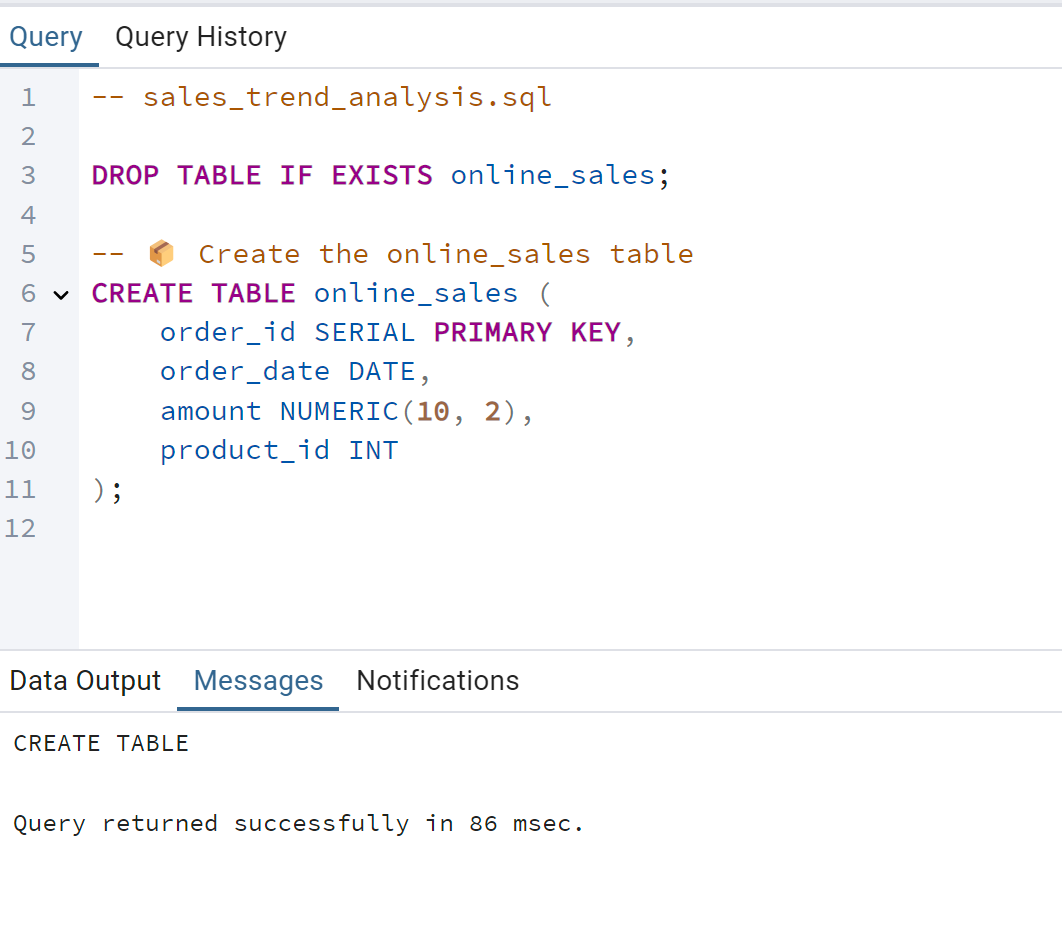 Query Query History
1 -- sales_trend_analysis.sql
2
3 DROP TABLE IF EXISTS online_sales;
4
5 -- 📦 Create the online_sales table
6 CREATE TABLE online_sales (
7 order_id SERIAL PRIMARY KEY,
8 order_date DATE,
9 amount NUMERIC(10, 2),
10 product_id INT
11 );
12
Data Output Messages Notifications
CREATE TABLE
Query returned successfully in 86 msec.